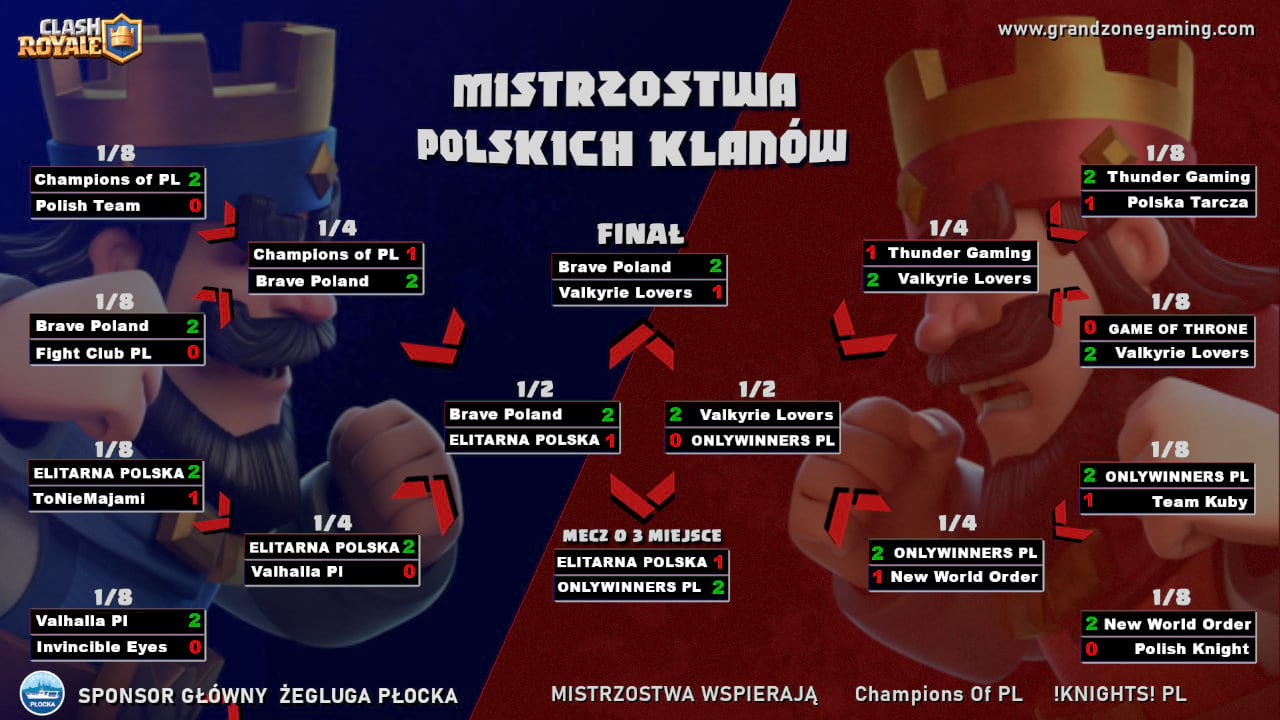 CLASH
ROYALE
www.grandzonegaming.com
MISTRZOSTWA
POLSKICH KLANÓW
1/8
Champions of PL 2
Polish Team 0
1/8
Brave Poland 2
Fight Club PL 0
1/8
ELITARNA POLSKA 2
ToNieMajami 1
1/8
Valhalla Pl 2
Invincible Eyes 0
1/4
Champions of PL 1
Brave Poland 2
1/4
ELITARNA POLSKA 2
Valhalla Pl 0
1/2
Brave Poland 2
ELITARNA POLSKA 1
FINAŁ
Brave Poland 2
Valkyrie Lovers 1
MECZ O 3 MIEJSCE
ELITARNA POLSKA 1
ONLYWINNERS PL 2
1/2
2 Valkyrie Lovers
0 ONLYWINNERS PL
1/4
1 Thunder Gaming
2 Valkyrie Lovers
1/4
2 ONLYWINNERS PL
1 New World Order
1/8
2 Thunder Gaming
1 Polska Tarcza
1/8
0 GAME OF THRONE
2 Valkyrie Lovers
1/8
2 ONLYWINNERS PL
1 Team Kuby
1/8
2 New World Order
0 Polish Knight
PŁOCKA
SPONSOR GŁÓWNY ŻEGLUGA PŁOCKA
MISTRZOSTWA WSPIERAJĄ Champions Of PL !KNIGHTS! PL